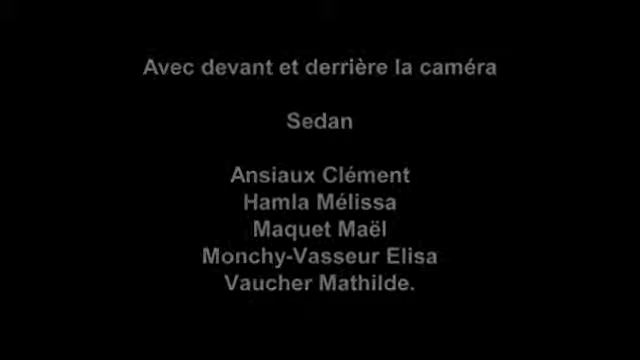 Avec devant et derrière la caméra
Sedan
Ansiaux Clément
Hamla Mélissa
Maquet Maël
Monchy-Vasseur Elisa
Vaucher Mathilde.